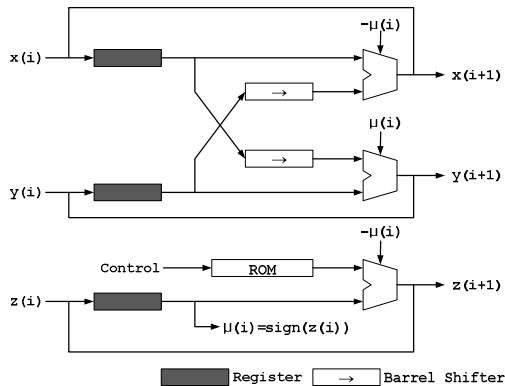 -μ(i)
x(i)
x(i+1)
→
μ(i)
→
y(i)
y(i+1)
-μ(i)
Control
ROM
z(i)
z(i+1)
μ(i)=sign(z(i))
Register
→
Barrel Shifter